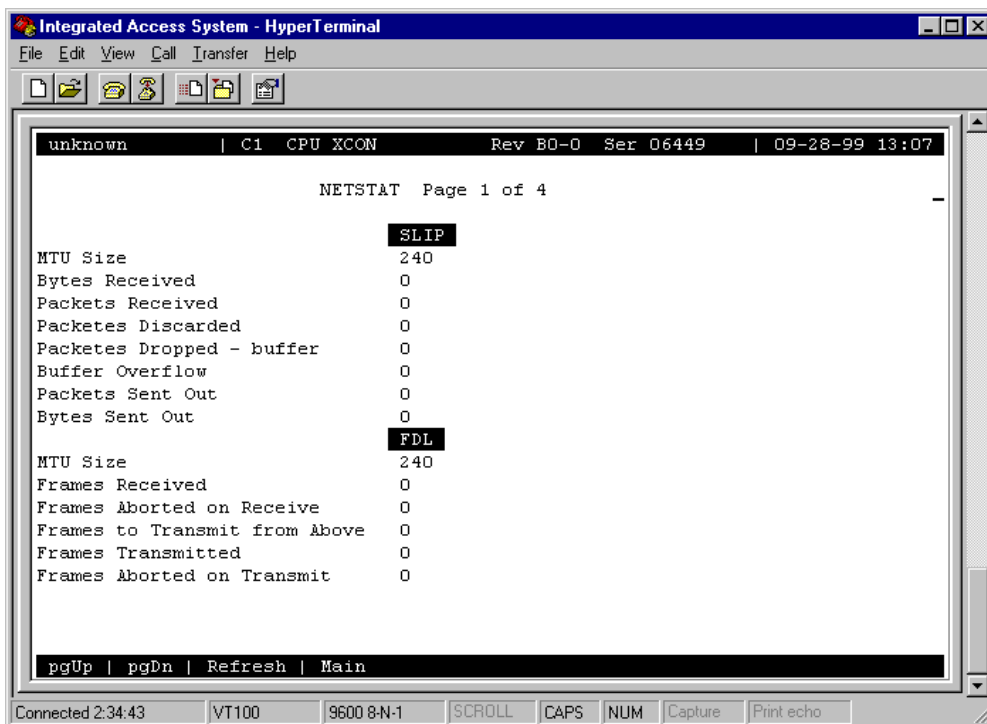 Integrated Access System - HyperTerminal
File Edit View Call Transfer Help
unknown | C1 CPU XCON Rev B0-0 Ser 06449 | 09-28-99 13:07
NETSTAT Page 1 of 4
SLIP
MTU Size 240
Bytes Received 0
Packets Received 0
Packetes Discarded 0
Packetes Dropped - buffer 0
Buffer Overflow 0
Packets Sent Out 0
Bytes Sent Out 0
FDL
MTU Size 240
Frames Received 0
Frames Aborted on Receive 0
Frames to Transmit from Above 0
Frames Transmitted 0
Frames Aborted on Transmit 0
pgUp | pgDn | Refresh | Main
Connected 2:34:43 VT100 9600 8-N-1 SCROLL CAPS NUM Capture Print echo